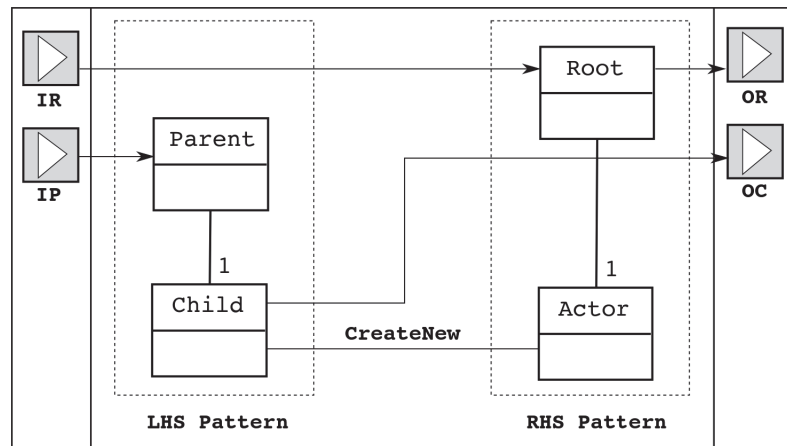 IR
IP
Parent
1
Child
CreateNew
LHS Pattern
Root
1
Actor
RHS Pattern
OR
OC